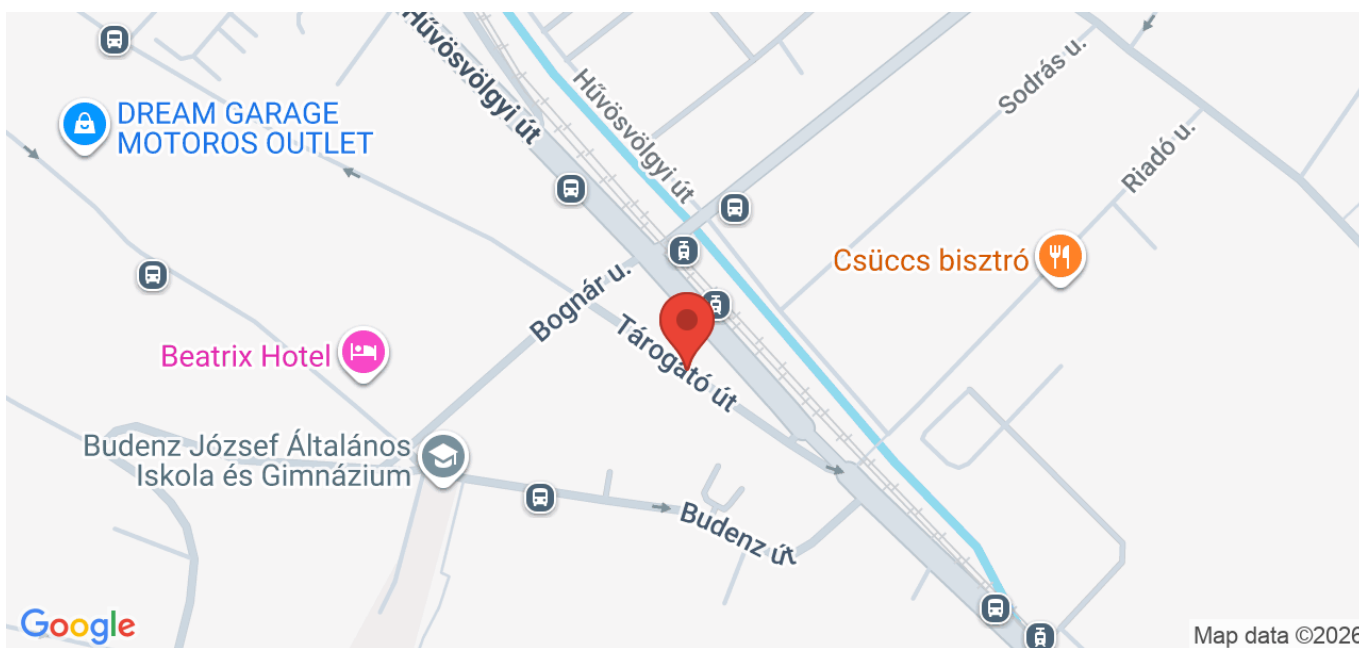 Hűvösvölgyi út
Hűvösvölgyi út
Sodrás u.
Riadó u.
DREAM GARAGE
MOTOROS OUTLET
Csüccs bisztró
Bognár u.
Tárogató út
Beatrix Hotel
Budenz József Általános
Iskola és Gimnázium
Budenz út
Google
Map data ©2026